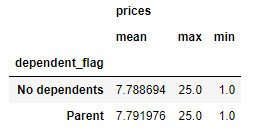 prices
mean max min
dependent_flag
No dependents 7.788694 25.0 1.0
Parent 7.791976 25.0 1.0